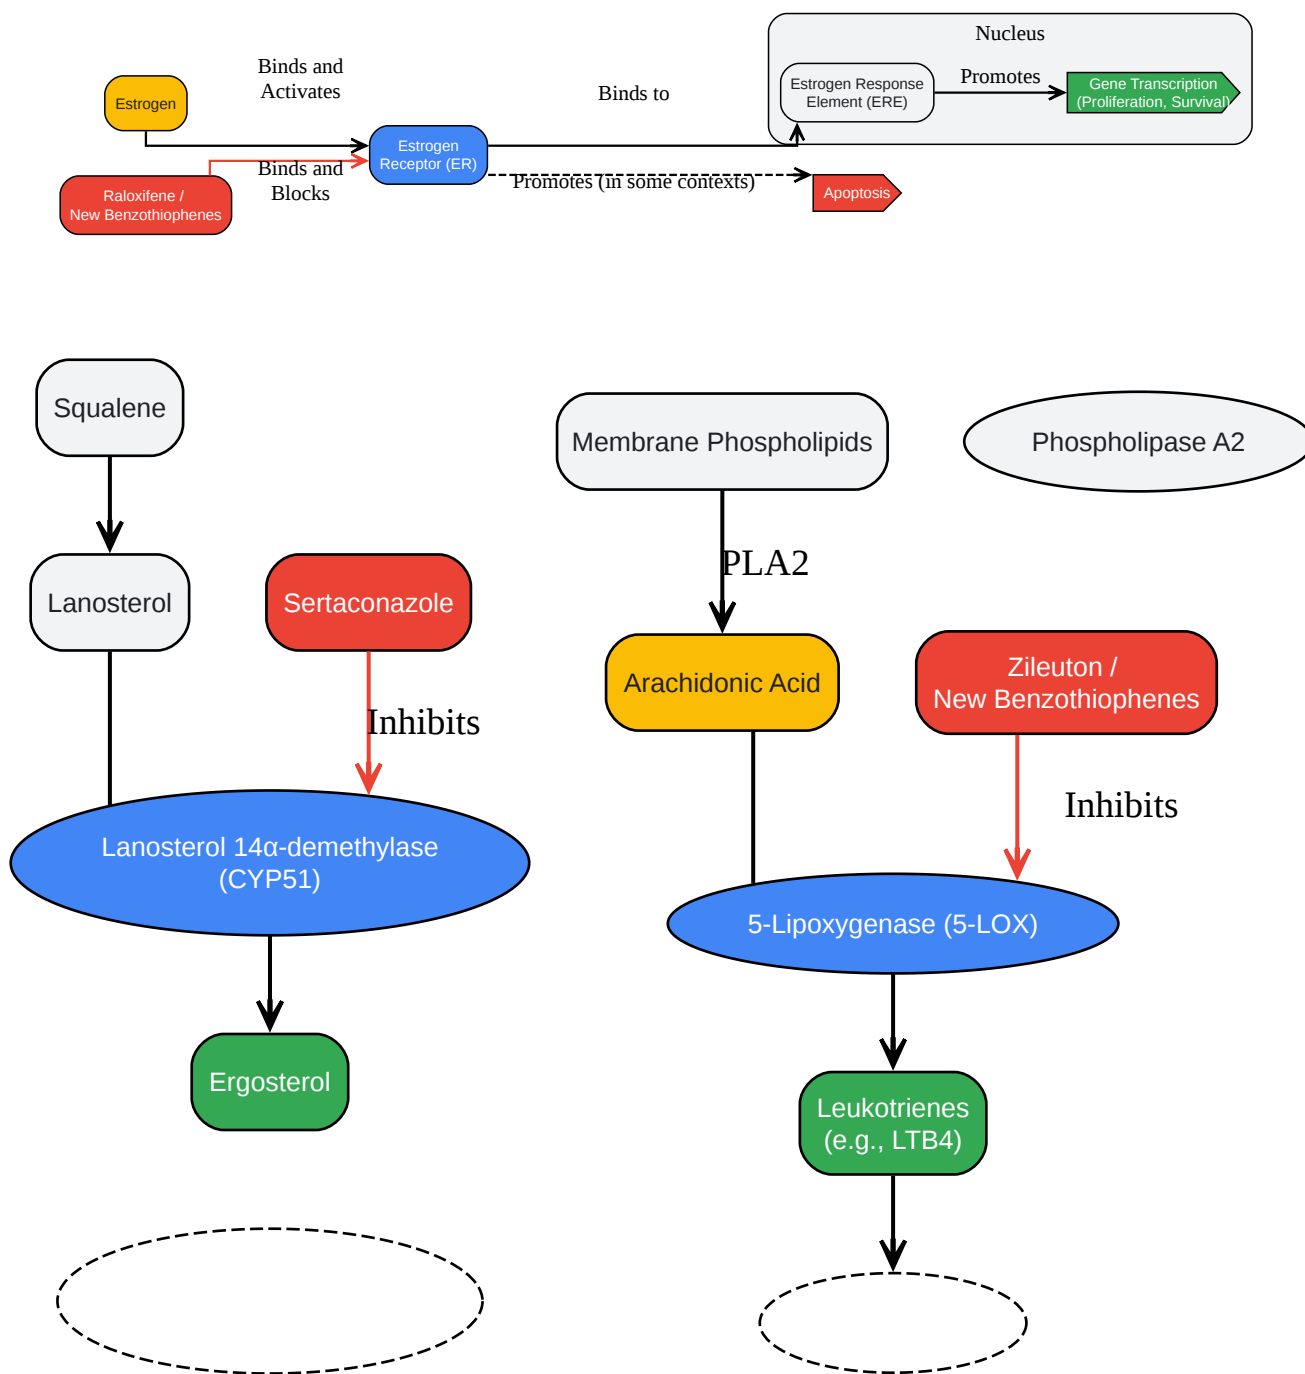 Nucleus
Binds and
Activates
Binds to
Estrogen
Estrogen Response
Element (ERE)
Promotes
Gene Transcription
(Proliferation, Survival)
Estrogen
Receptor (ER)
Binds and
Blocks
Raloxifene /
New Benzothiophenes
Promotes (in some contexts)
Apoptosis
Squalene
Lanosterol
Sertaconazole
Inhibits
Lanosterol 14α-demethylase
(CYP51)
Ergosterol
Membrane Phospholipids
Phospholipase A2
PLA2
Arachidonic Acid
Zileuton /
New Benzothiophenes
Inhibits
5-Lipoxygenase (5-LOX)
Leukotrienes
(e.g., LTB4)